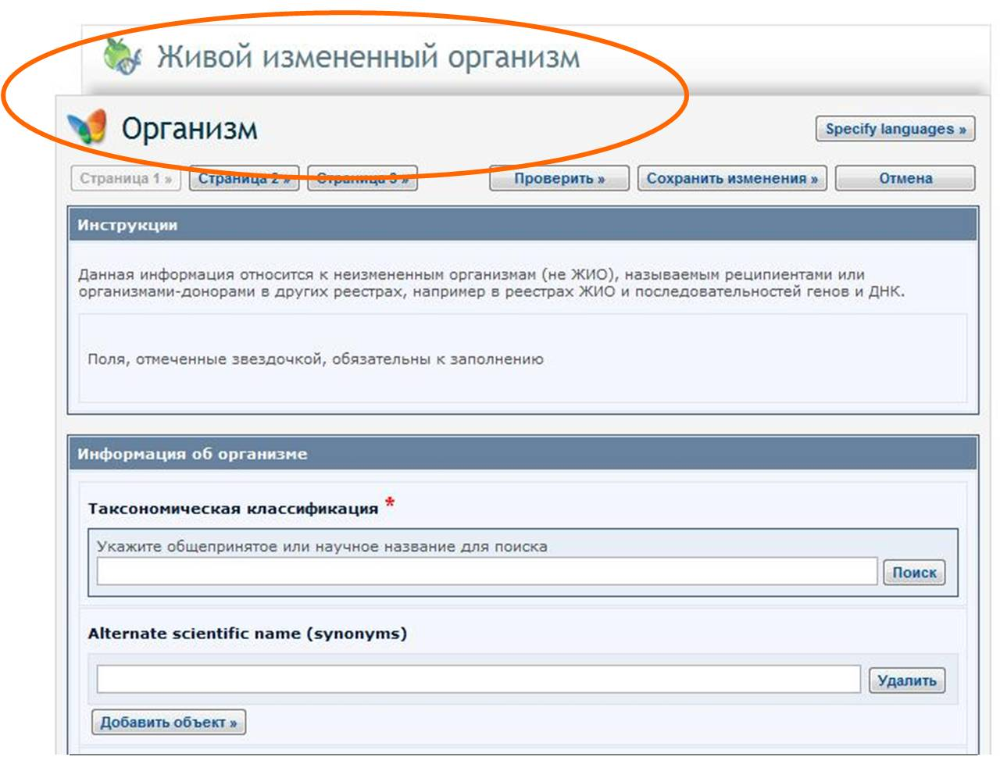 Живой измененный организм
Организм
Specify languages »
Страница 1 » Страница 2 » Страница 3 » Проверить » Сохранить изменения » Отмена
Инструкции
Данная информация относится к неизмененным организмам (не ЖИО), называемым реципиентами или
организмами-донорами в других реестрах, например в реестрах ЖИО и последовательностей генов и ДНК.
Поля, отмеченные звездочкой, обязательны к заполнению
Информация об организме
Таксономическая классификация *
Укажите общепринятое или научное название для поиска
Поиск
Alternate scientific name (synonyms)
Удалить
Добавить объект »